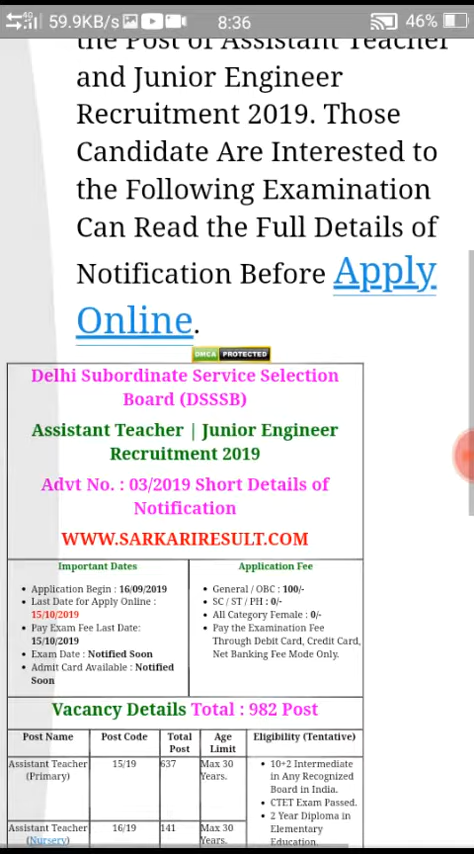 59.9KB/s 8:36 46%
the Post of Assistant Teacher
and Junior Engineer
Recruitment 2019. Those
Candidate Are Interested to
the Following Examination
Can Read the Full Details of
Notification Before Apply
Online.
DMCA PROTECTED
Delhi Subordinate Service Selection
Board (DSSSB)
Assistant Teacher | Junior Engineer
Recruitment 2019
Advt No. : 03/2019 Short Details of
Notification
WWW.SARKARIRESULT.COM
Important Dates
Application Begin : 16/09/2019
Last Date for Apply Online :
15/10/2019
Pay Exam Fee Last Date:
15/10/2019
Exam Date : Notified Soon
Admit Card Available : Notified
Soon
Application Fee
General / OBC : 100/-
SC / ST / PH : 0/-
All Category Female : 0/-
Pay the Examination Fee
Through Debit Card, Credit Card,
Net Banking Fee Mode Only.
Vacancy Details Total : 982 Post
Post Name Post Code Total Post Age Limit Eligibility (Tentative)
Assistant Teacher (Primary) 15/19 637 Max 30 Years.
10+2 Intermediate
in Any Recognized
Board in India.
CTET Exam Passed.
2 Year Diploma in
Elementary
Education.
Assistant Teacher (Nursery) 16/19 141 Max 30 Years.